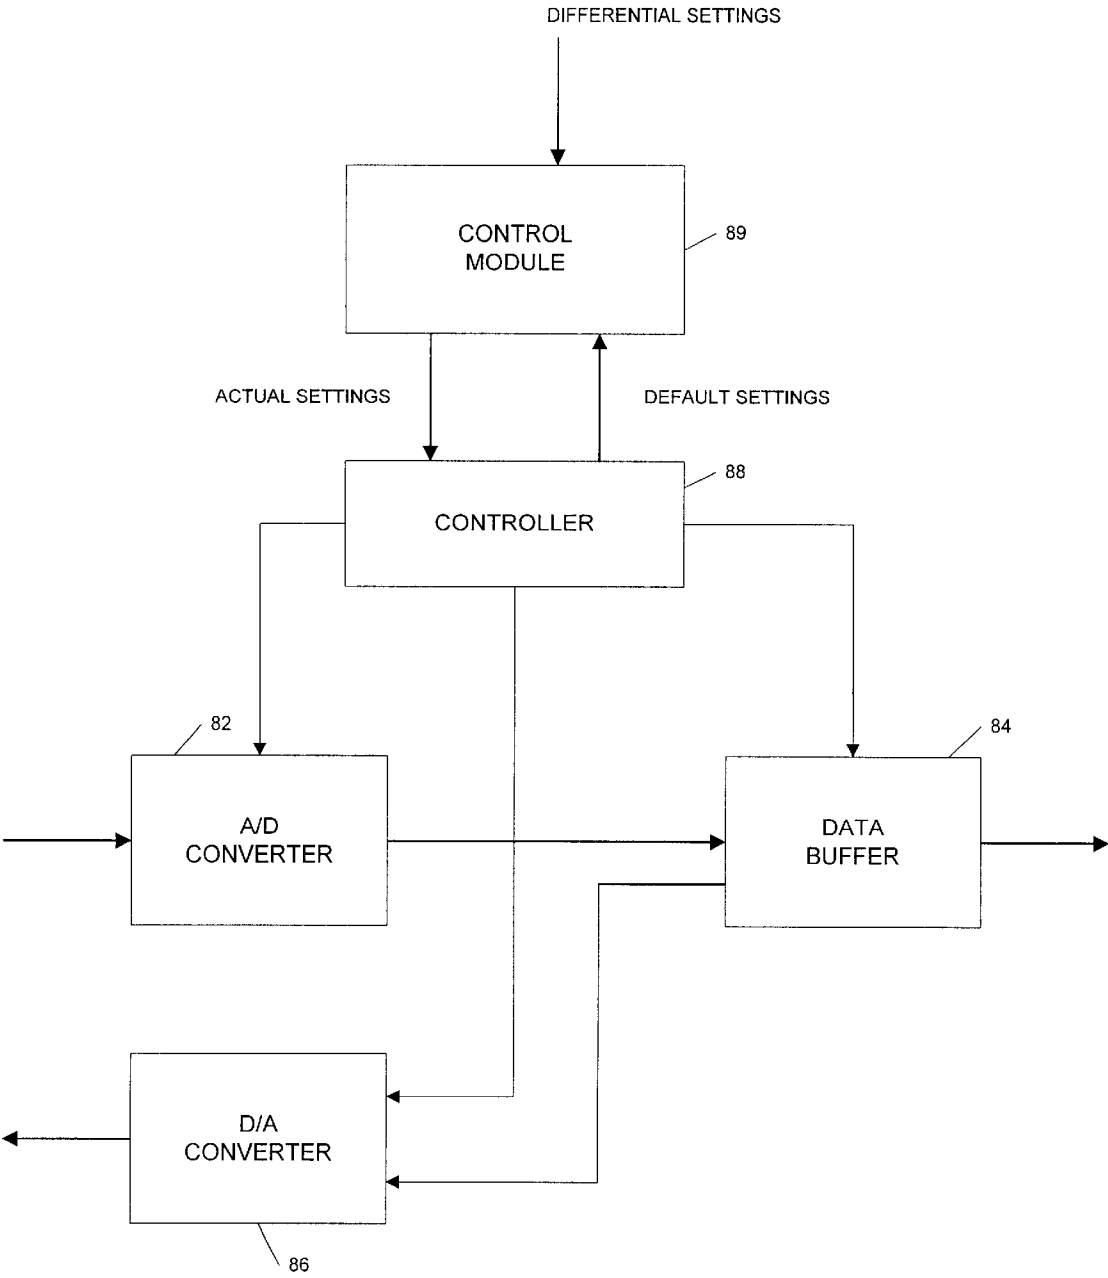 DIFFERENTIAL SETTINGS
CONTROL
MODULE
89
ACTUAL SETTINGS
DEFAULT SETTINGS
88
CONTROLLER
82
84
A/D
CONVERTER
DATA
BUFFER
D/A
CONVERTER
86